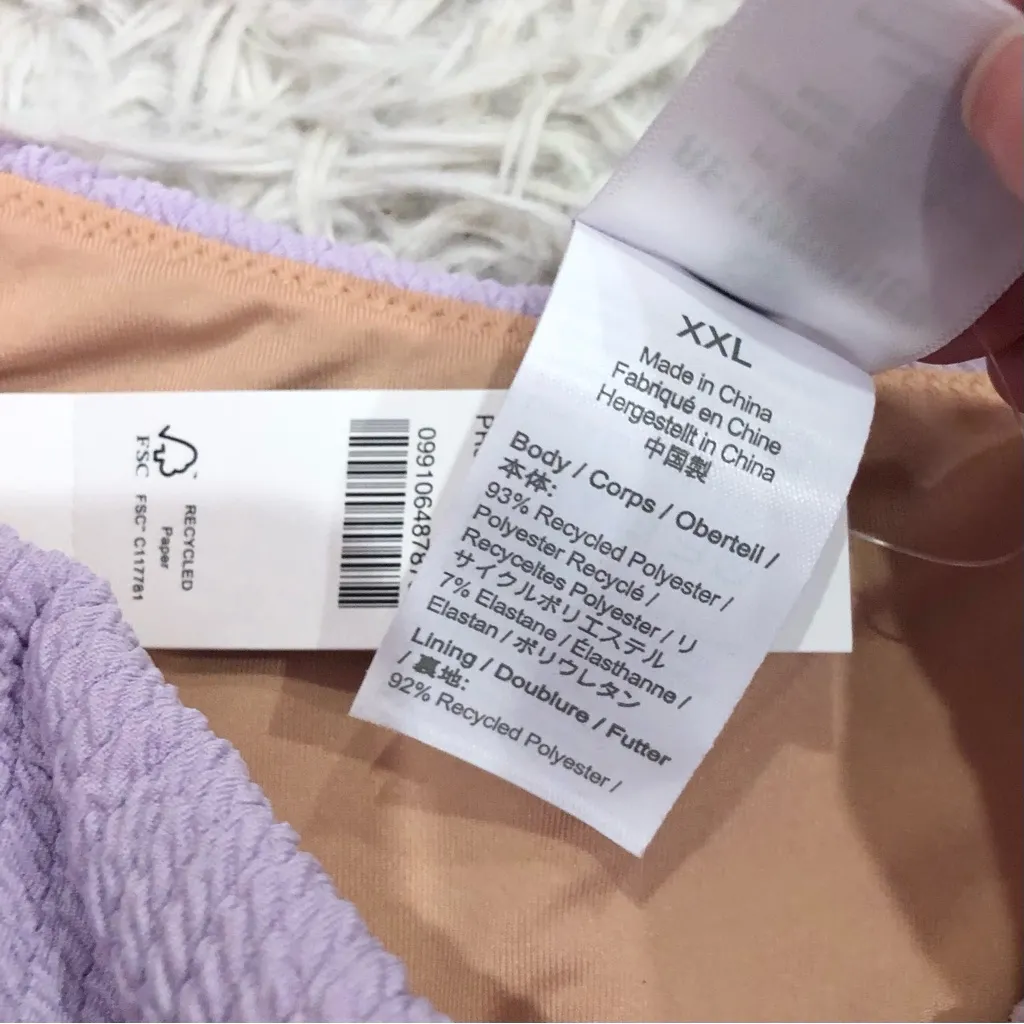 XXL
Made in China
Fabriqué en Chine
Hergestellt in China
中国製
Body / Corps / Oberteil /
本体:
93% Recycled Polyester /
Polyester Recyclé /
Recyceltes Polyester / リ
サイクルポリエステル
7% Elastane / Élasthanne /
Elastan / ポリウレタン
Lining / Doublure / Futter
/ 裏地:
92% Recycled Polyester /
FSC
RECYCLED
Paper
FSC™ C117781